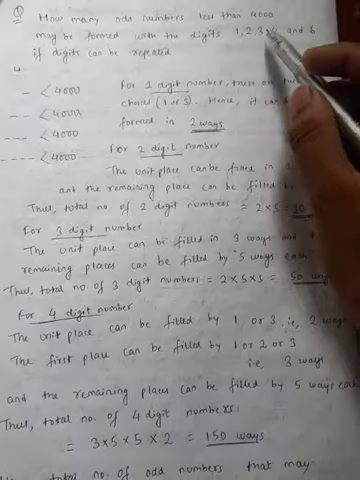 Q How many odd numbers less than 4000
may be formed with the digits 1, 2, 3, 4 and 6
if digits can be repeated
- < 4000
-- < 4000
--- < 4000
---- < 4000
For 1 digit number, there are
choices (1 or 3). Hence, it can
formed in 2 ways
For 2 digit number
The unit place can be filled in 2
and the remaining place can be filled by
Thus, total no. of 2 digit numbers = 2 x 5 = 10
For 3 digit number
The unit place can be filled in 3 ways and
remaining places can be filled by 5 ways each
Thus, total no of 3 digit numbers = 2 x 5 x 5 = 50 ways
For 4 digit number
The unit place can be filled by 1 or 3, ie, 2 ways
The first place can be filled by 1 or 2 or 3
i.e, 3 ways
and the remaining places can be filled by 5 ways each
Thus, total no. of 4 digit numbers:
= 3 x 5 x 5 x 2 = 150 ways
total no. of odd numbers that may